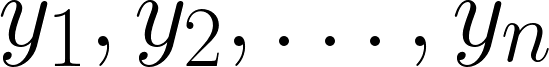 y₁, y₂, . . . , yₙ